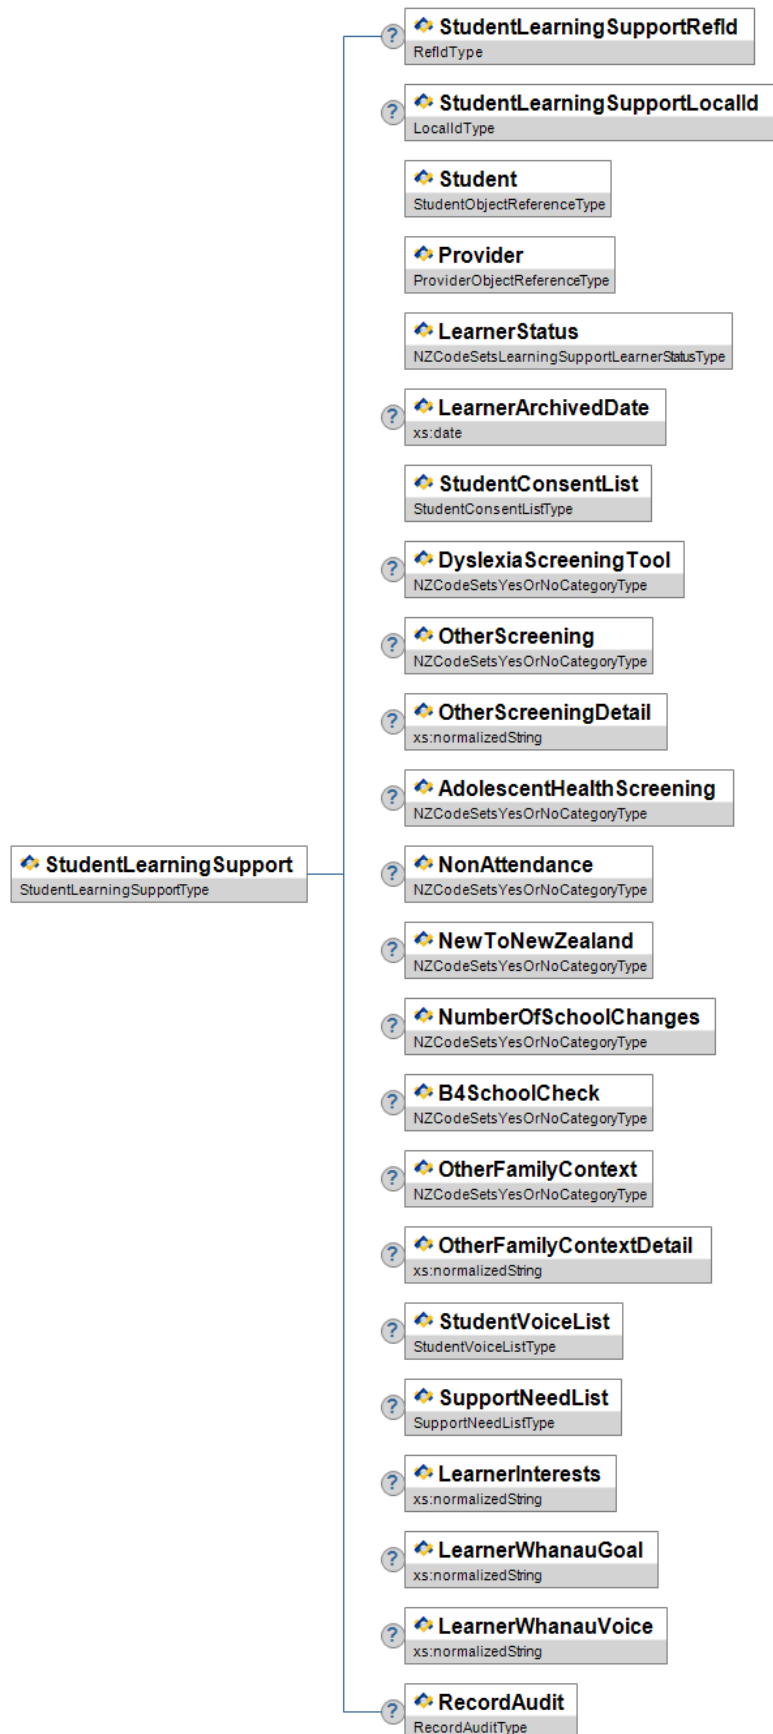 ?
StudentLearningSupportRefId
RefIdType
?
StudentLearningSupportLocalId
LocalIdType
Student
StudentObjectReferenceType
Provider
ProviderObjectReferenceType
LearnerStatus
NZCodeSetsLearningSupportLearnerStatusType
?
LearnerArchivedDate
xs:date
StudentConsentList
StudentConsentListType
?
DyslexiaScreeningTool
NZCodeSetsYesOrNoCategoryType
?
OtherScreening
NZCodeSetsYesOrNoCategoryType
?
OtherScreeningDetail
xs:normalizedString
?
AdolescentHealthScreening
NZCodeSetsYesOrNoCategoryType
StudentLearningSupport
StudentLearningSupportType
?
NonAttendance
NZCodeSetsYesOrNoCategoryType
?
NewToNewZealand
NZCodeSetsYesOrNoCategoryType
?
NumberOfSchoolChanges
NZCodeSetsYesOrNoCategoryType
?
B4SchoolCheck
NZCodeSetsYesOrNoCategoryType
?
OtherFamilyContext
NZCodeSetsYesOrNoCategoryType
?
OtherFamilyContextDetail
xs:normalizedString
?
StudentVoiceList
StudentVoiceListType
?
SupportNeedList
SupportNeedListType
?
LearnerInterests
xs:normalizedString
?
LearnerWhanauGoal
xs:normalizedString
?
LearnerWhanauVoice
xs:normalizedString
?
RecordAudit
RecordAuditType